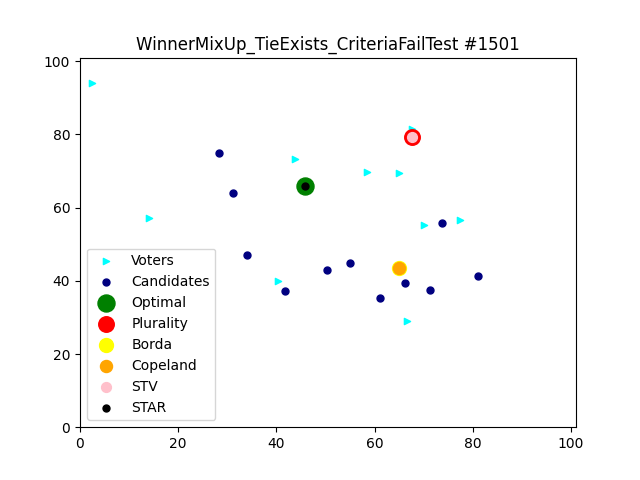 WinnerMixUp_TieExists_CriteriaFailTest #1501
100
80
60
40
20
0
Voters
Candidates
Optimal
Plurality
Borda
Copeland
STV
STAR
0 20 40 60 80 100